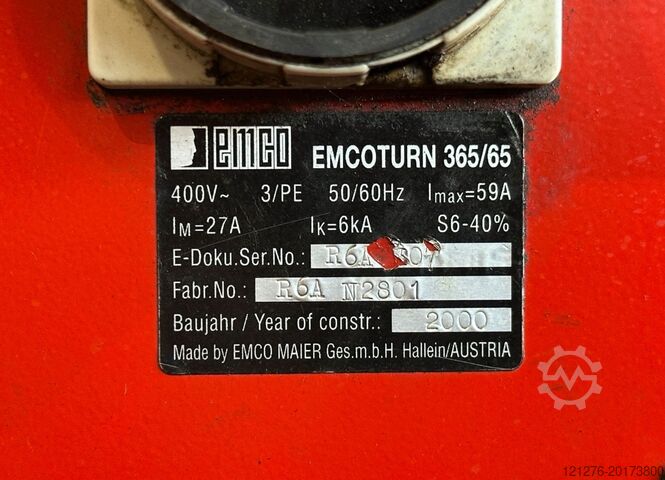 emco EMCOTURN 365/65
400V~ 3/PE 50/60Hz Imax=59A
IM=27A IK=6kA S6-40%
E-Doku.Ser.No.: R6A
Fabr.No.: R6A N2801
Baujahr / Year of constr.: 2000
Made by EMCO MAIER Ges.m.b.H. Hallein/AUSTRIA
121276-20173800